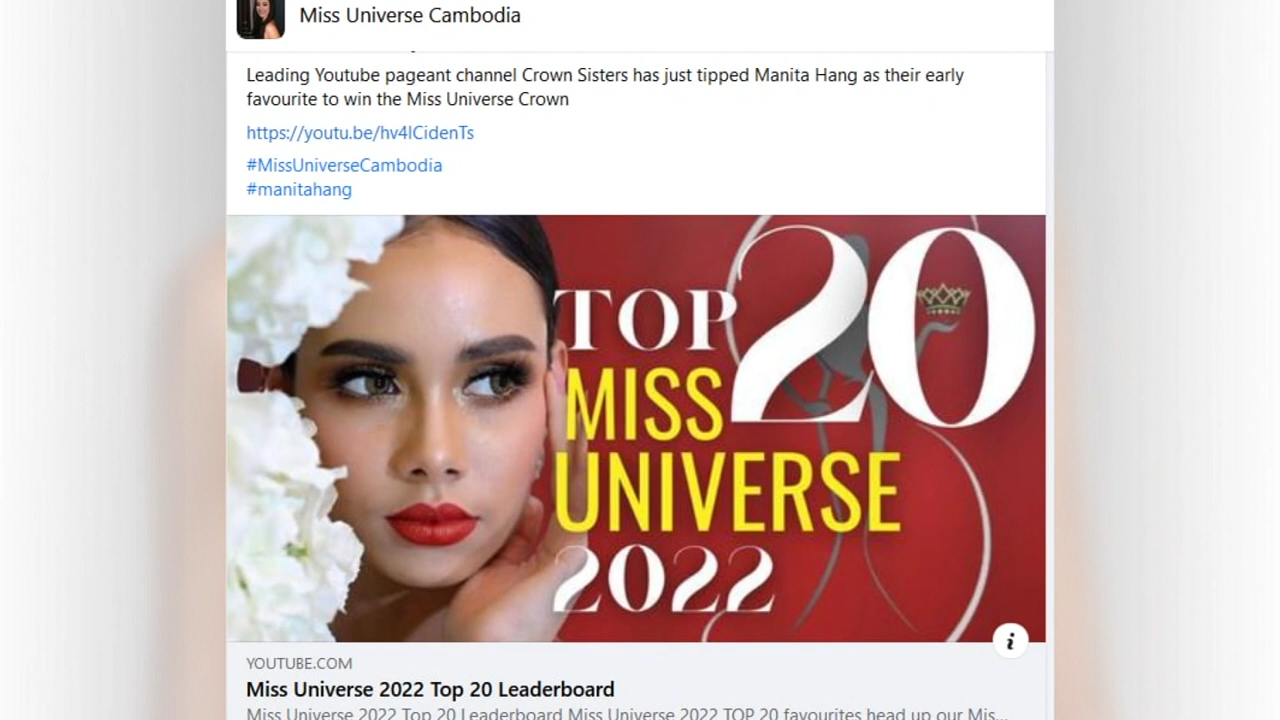 Miss Universe Cambodia
Leading Youtube pageant channel Crown Sisters has just tipped Manita Hang as their early
favourite to win the Miss Universe Crown
https://youtu.be/hv4lCidenTs
#MissUniverseCambodia
#manitahang
TOP 20
MISS
UNIVERSE
2022
i
YOUTUBE.COM
Miss Universe 2022 Top 20 Leaderboard
Miss Universe 2022 Top 20 Leaderboard Miss Universe 2022 TOP 20 favourites head up our Mis...